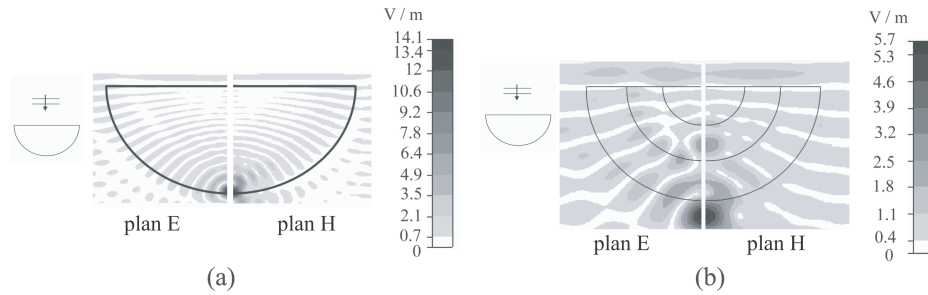 V / m
14.1
13.4
12
10.6
9.2
7.8
6.4
4.9
3.5
2.1
0.7
0
plan E
plan H
(a)
V / m
5.7
5.3
4.6
3.9
3.2
2.5
1.8
1.1
0.4
0
plan E
plan H
(b)